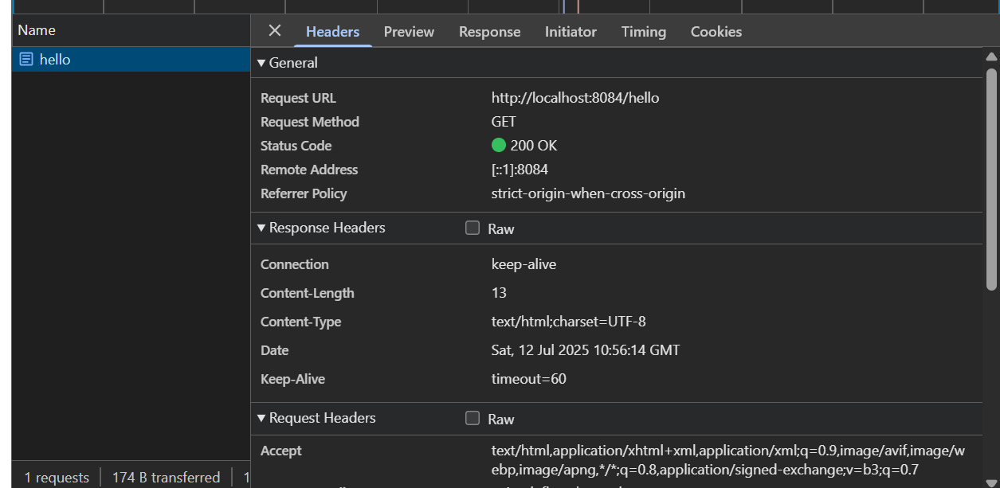 Name
Headers Preview Response Initiator Timing Cookies
hello
General
Request URL http://localhost:8084/hello
Request Method GET
Status Code 200 OK
Remote Address [::1]:8084
Referrer Policy strict-origin-when-cross-origin
Response Headers Raw
Connection keep-alive
Content-Length 13
Content-Type text/html;charset=UTF-8
Date Sat, 12 Jul 2025 10:56:14 GMT
Keep-Alive timeout=60
Request Headers Raw
Accept text/html,application/xhtml+xml,application/xml;q=0.9,image/avif,image/w
ebp,image/apng,*/*;q=0.8,application/signed-exchange;v=b3;q=0.7
1 requests 174 B transferred 1